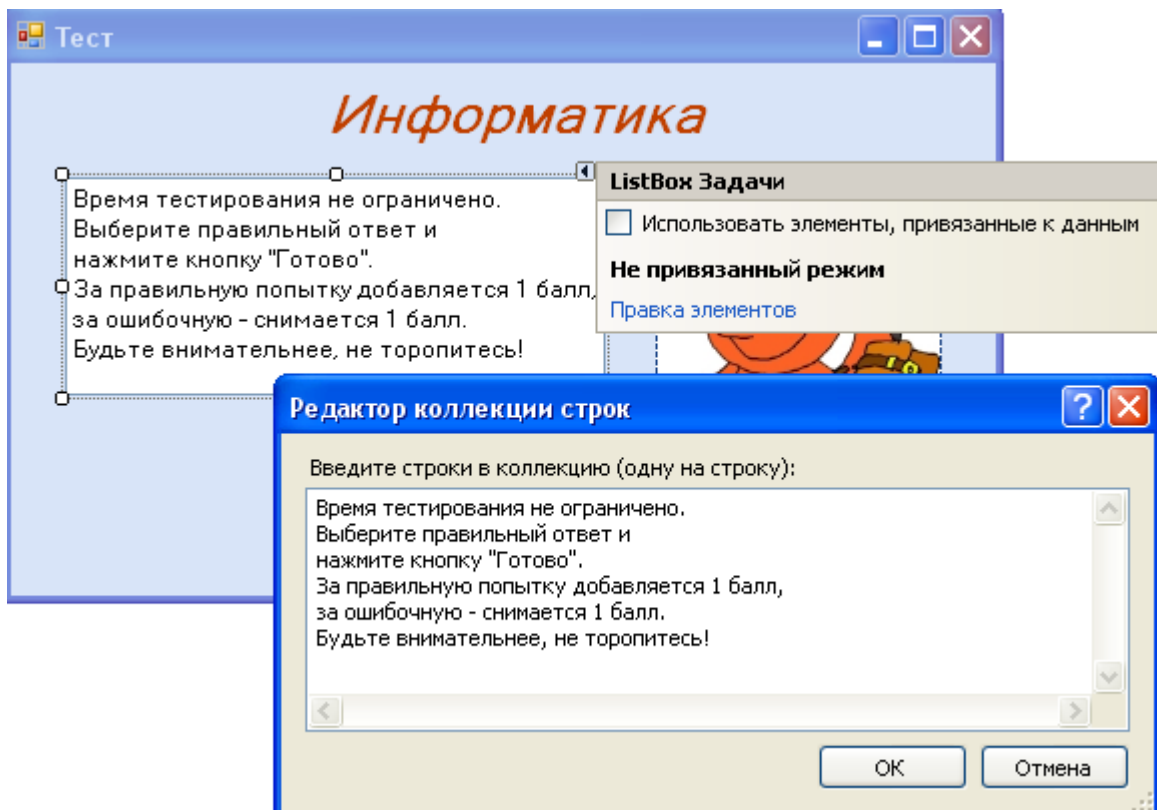 Тест
Информатика
Время тестирования не ограничено.
Выберите правильный ответ и
нажмите кнопку "Готово".
За правильную попытку добавляется 1 балл,
за ошибочную - снимается 1 балл.
Будьте внимательнее, не торопитесь!
ListBox Задачи
Использовать элементы, привязанные к данным
Не привязанный режим
Правка элементов
Редактор коллекции строк
Введите строки в коллекцию (одну на строку):
Время тестирования не ограничено.
Выберите правильный ответ и
нажмите кнопку "Готово".
За правильную попытку добавляется 1 балл,
за ошибочную - снимается 1 балл.
Будьте внимательнее, не торопитесь!
ОК
Отмена